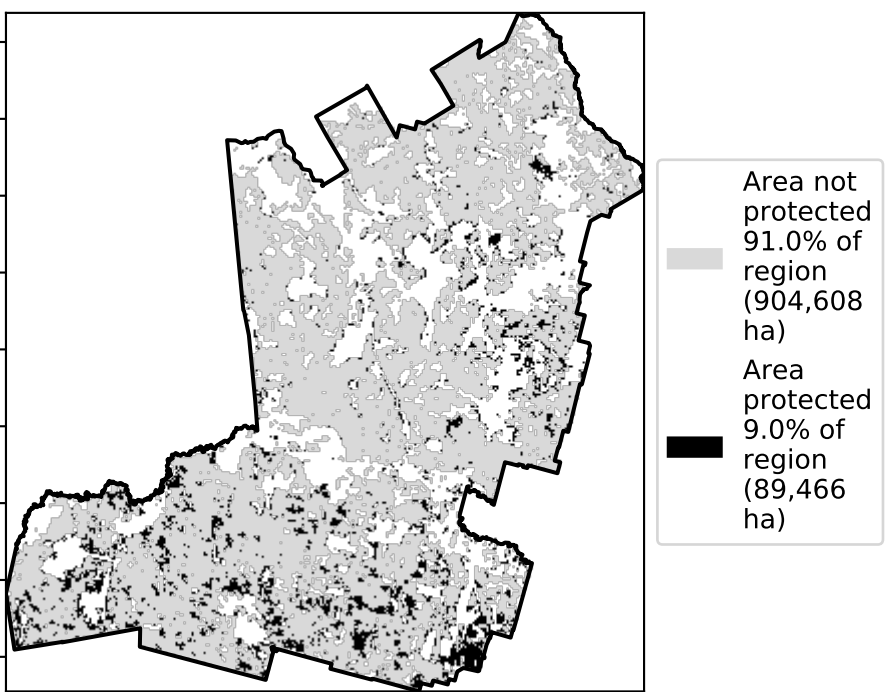 Area not
protected
91.0% of
region
(904,608
ha)
Area
protected
9.0% of
region
(89,466
ha)